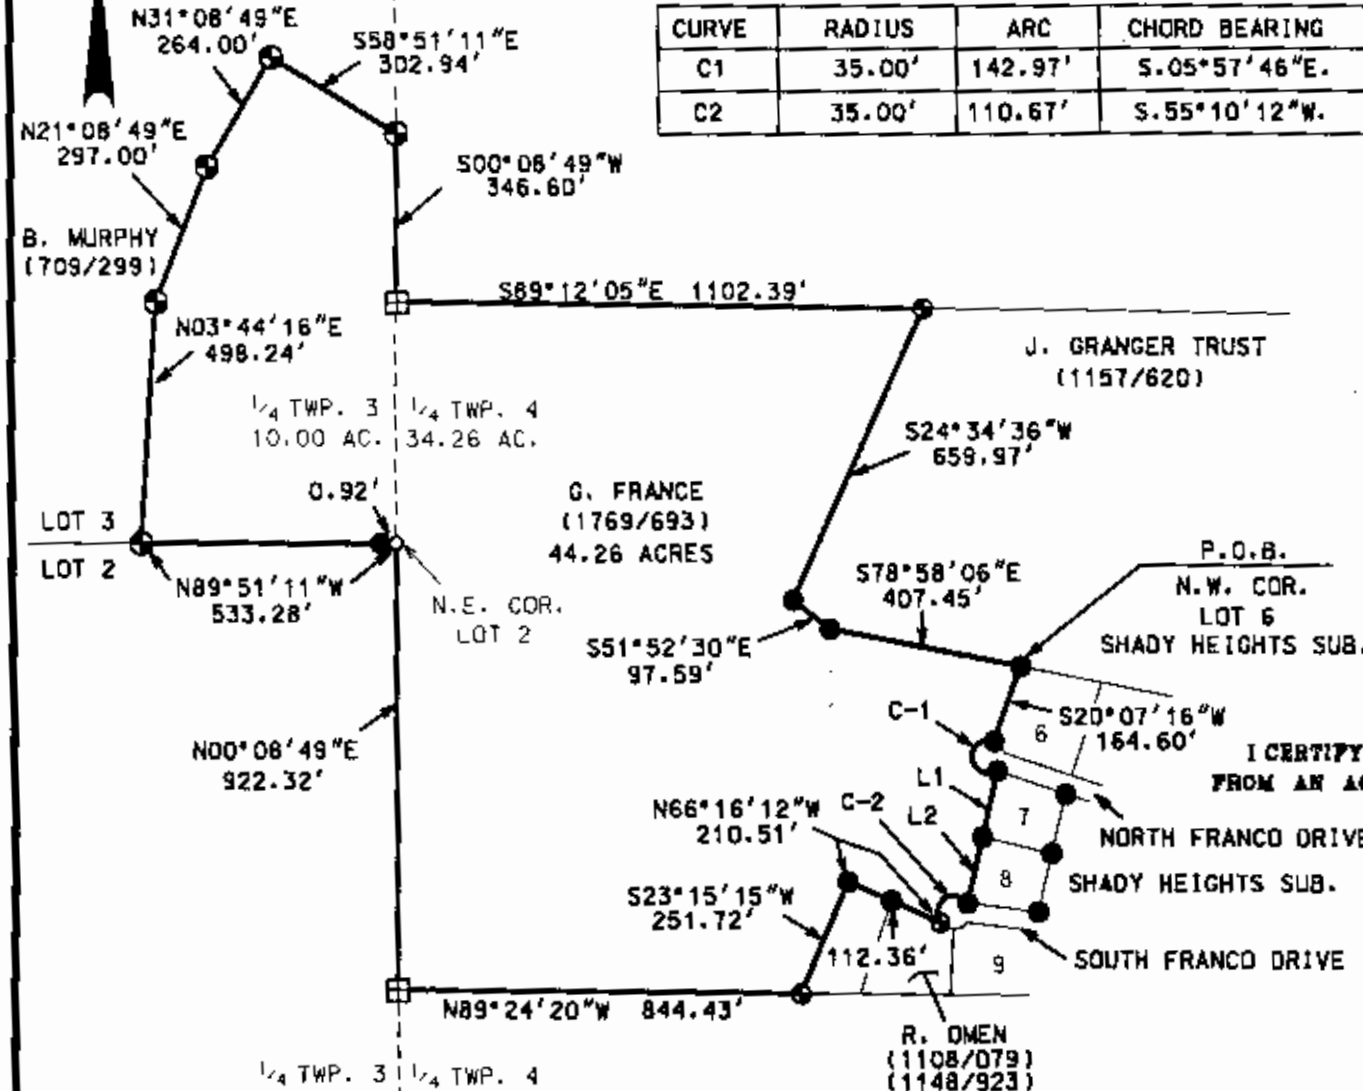 CURVE RADIUS ARC CHORD BEARING
C1 35.00' 142.97' S.05°57'46"E.
C2 35.00' 110.67' S.55°10'12"W.
N31°08'49"E
264.00'
S58°51'11"E
302.94'
N21°08'49"E
297.00'
S00°08'49"W
346.60'
B. MURPHY
(709/299)
S89°12'05"E 1102.39'
N03°44'16"E
498.24'
J. GRANGER TRUST
(1157/620)
1/4 TWP. 3 1/4 TWP. 4
10.00 AC. 34.26 AC.
S24°34'36"W
659.97'
0.92'
G. FRANCE
(1769/693)
44.26 ACRES
LOT 3
LOT 2
P.O.B.
N.W. COR.
LOT 6
SHADY HEIGHTS SUB.
N89°51'11"W
533.28'
N.E. COR.
LOT 2
S78°58'06"E
407.45'
S51°52'30"E
97.59'
C-1
S20°07'16"W
164.60'
6
N00°08'49"E
922.32'
I CERTIFY
FROM AN
L1
L2
7
N66°16'12"W
210.51'
C-2
NORTH FRANCO DRIVE
8
SHADY HEIGHTS SUB.
S23°15'15"W
251.72'
112.36'
9
SOUTH FRANCO DRIVE
N89°24'20"W 844.43'
R. OMEN
(1108/079)
(1148/923)
1/4 TWP. 3 1/4 TWP. 4